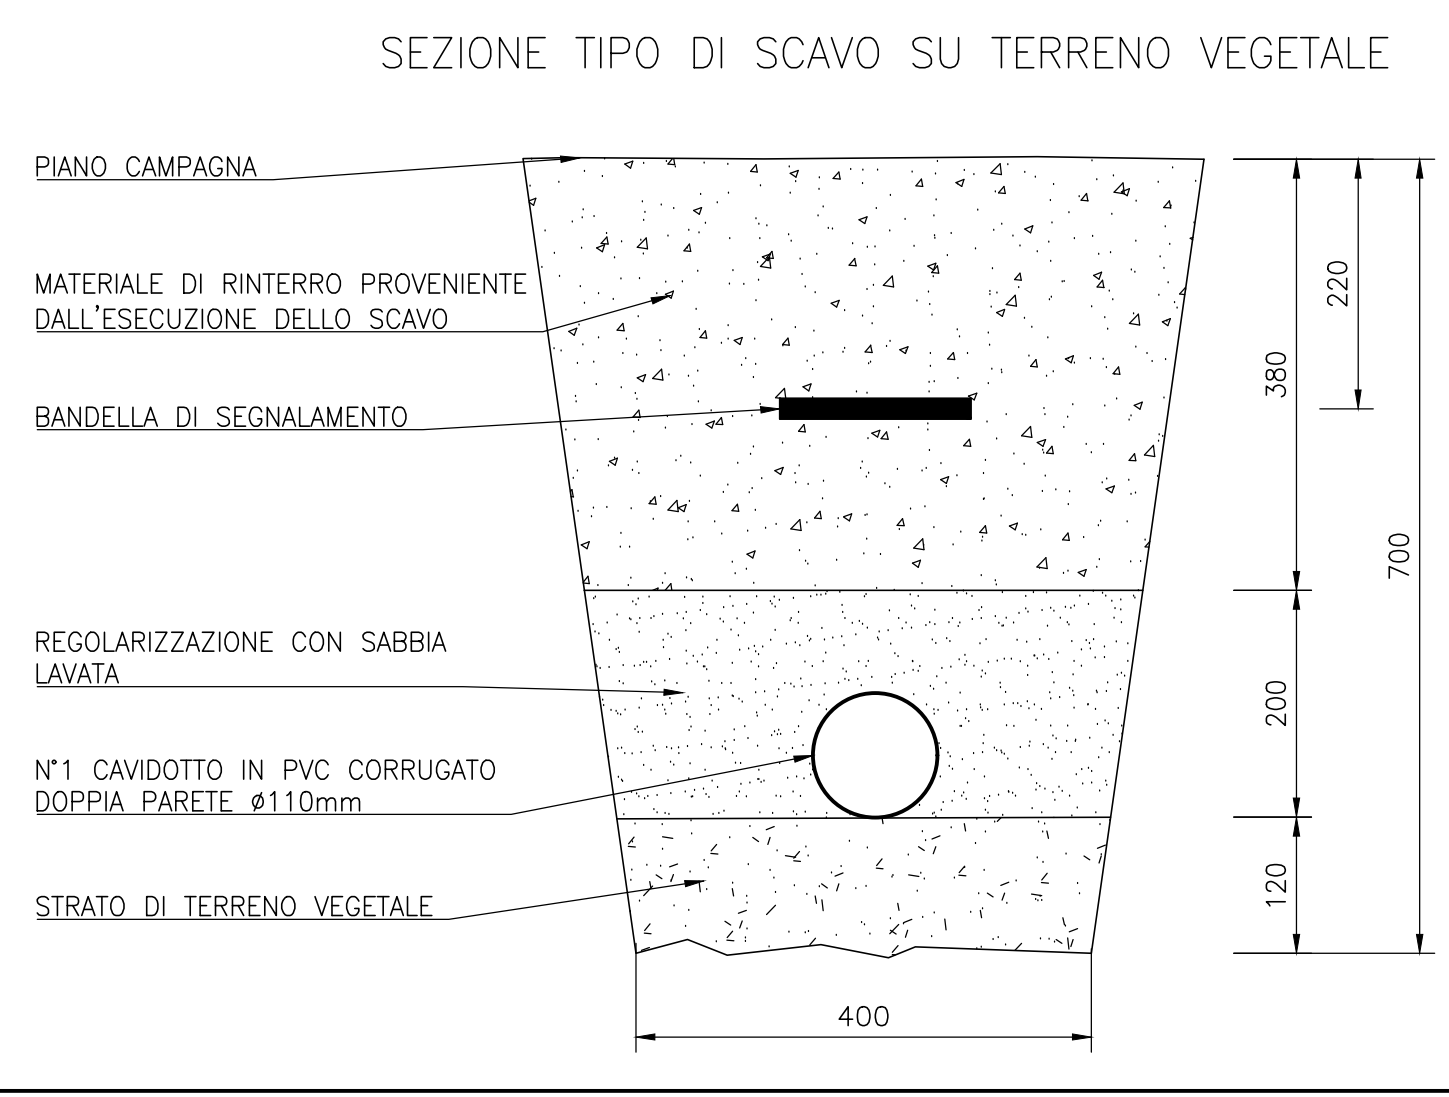 SEZIONE TIPO DI SCAVO SU TERRENO VEGETALE
PIANO CAMPAGNA
MATERIALE DI RINTERRO PROVENIENTE
DALL'ESECUZIONE DELLO SCAVO
BANDELLA DI SEGNALAMENTO
REGOLARIZZAZIONE CON SABBIA
LAVATA
N°1 CAVIDOTTO IN PVC CORRUGATO
DOPPIA PARETE ø110mm
STRATO DI TERRENO VEGETALE
220
380
700
200
120
400